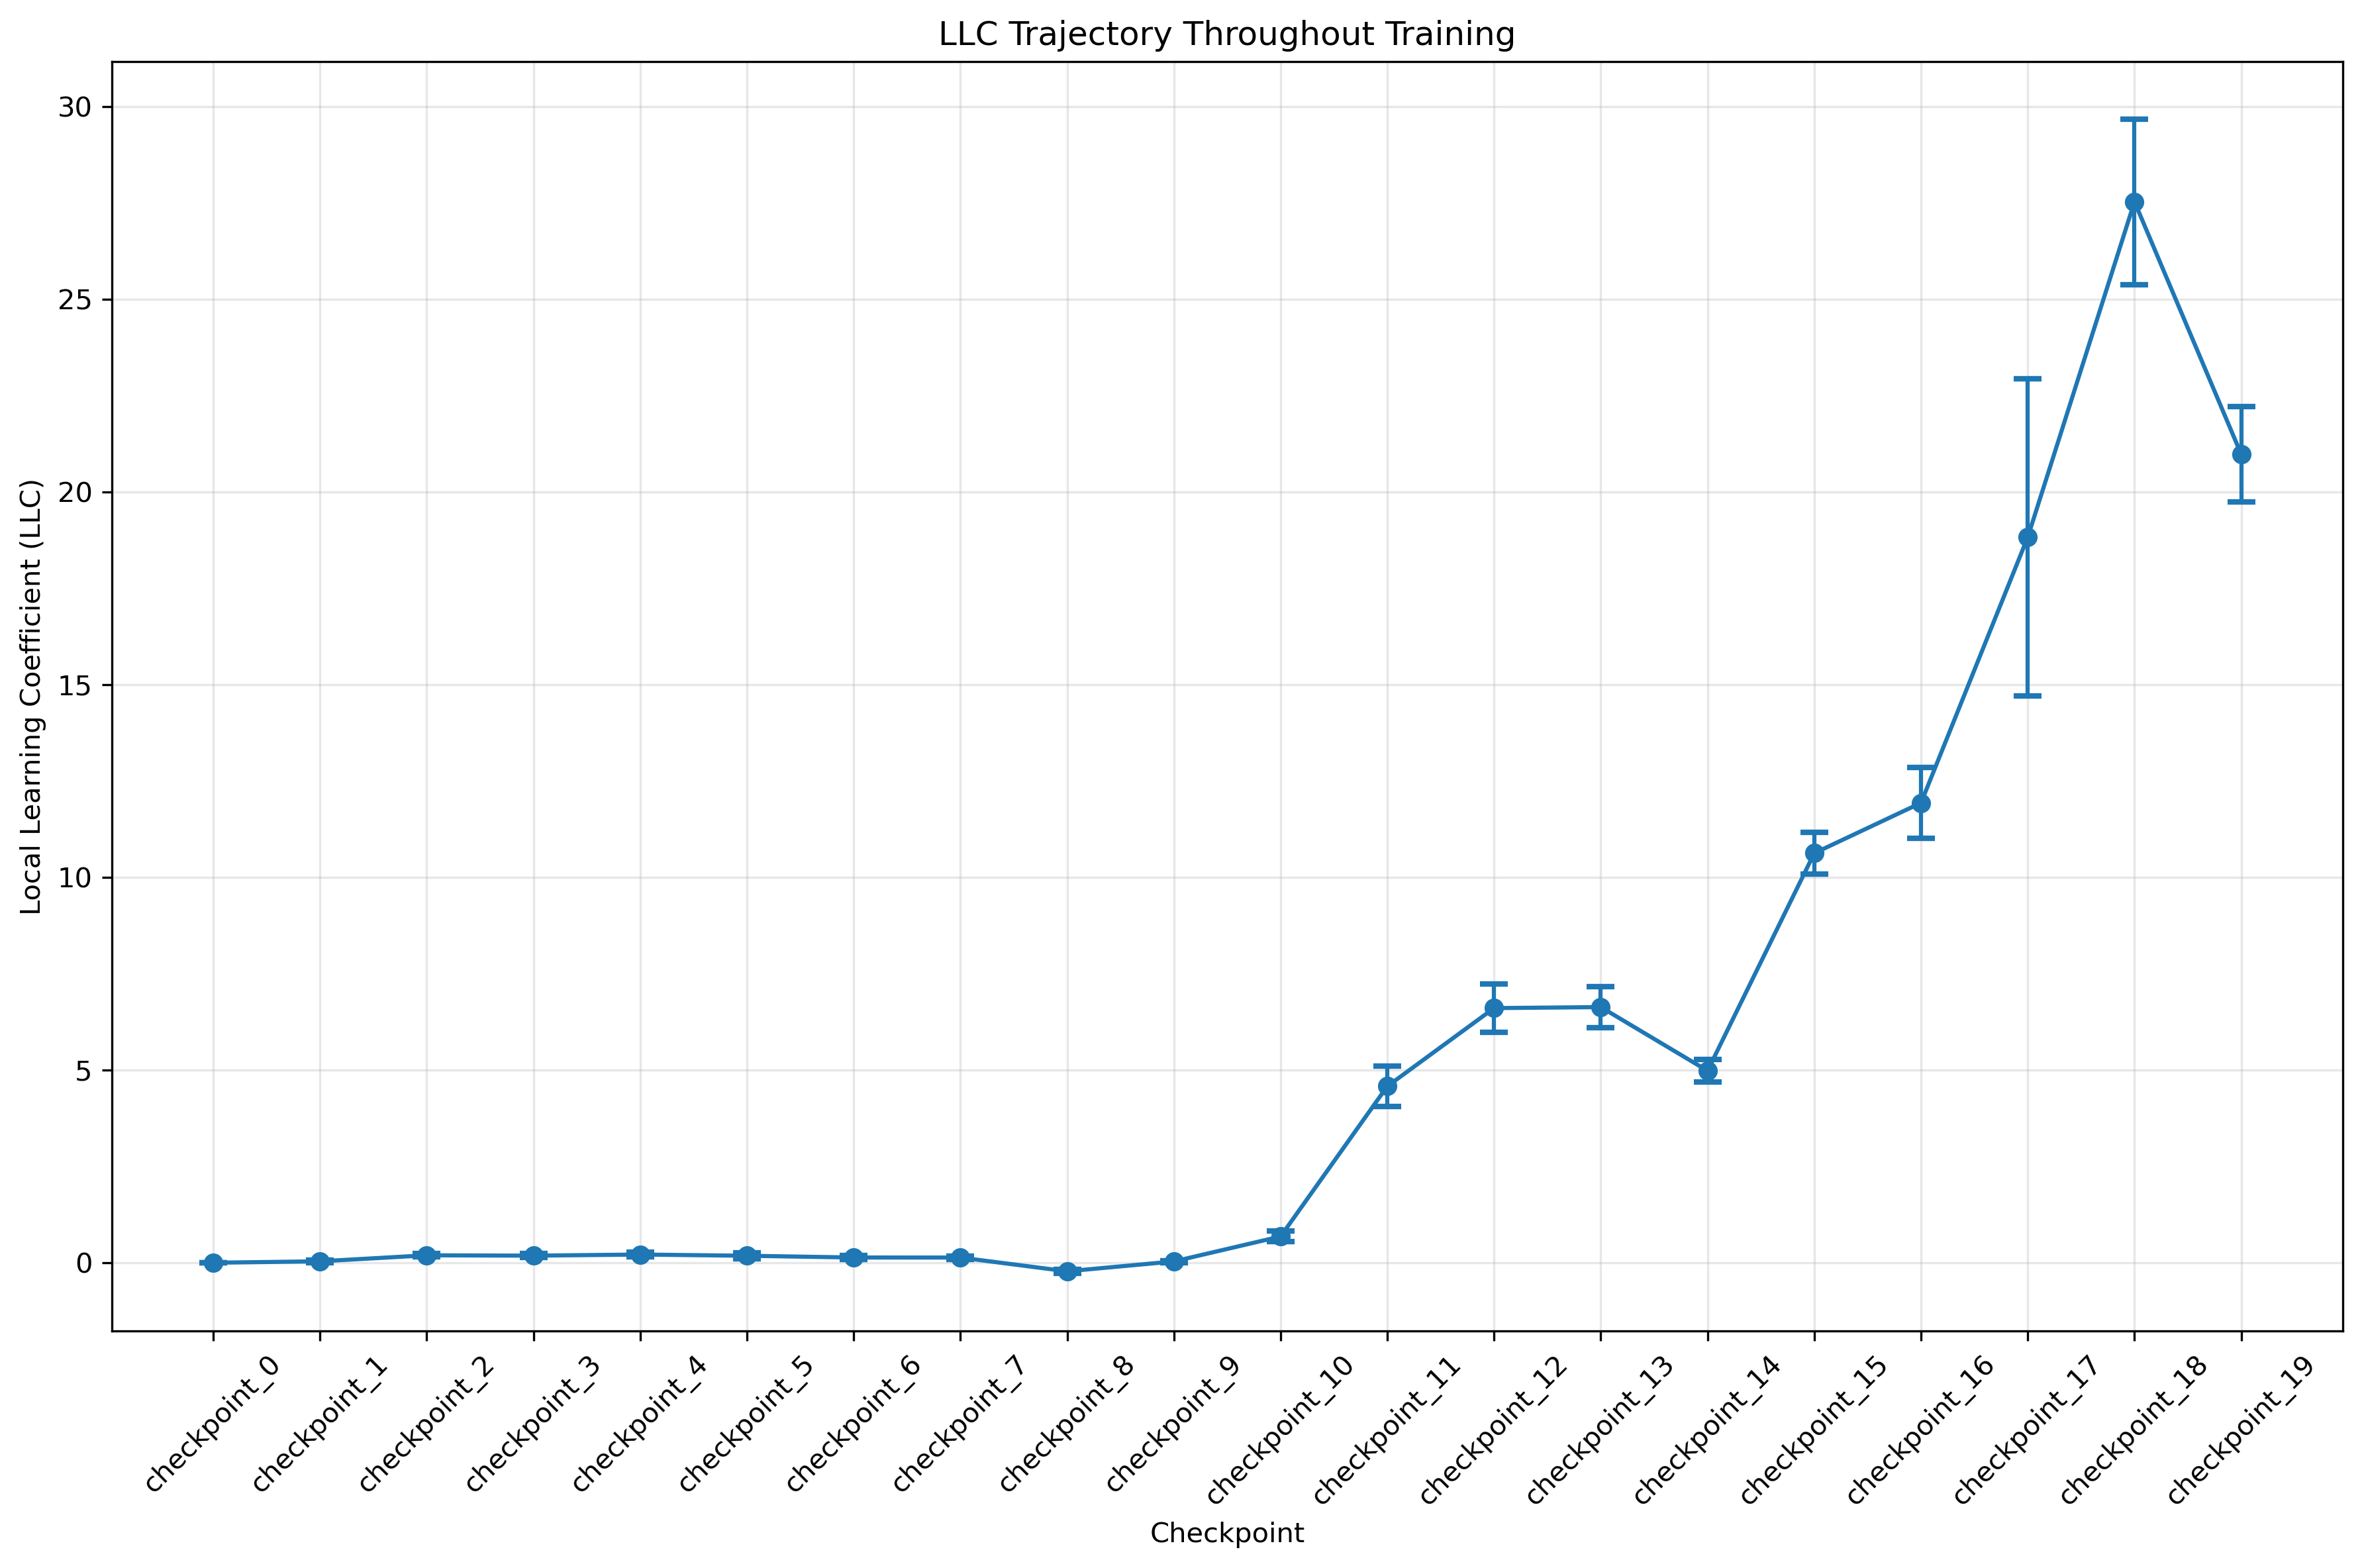 LLC Trajectory Throughout Training
Local Learning Coefficient (LLC)
30
25
20
15
10
5
0
checkpoint_0
checkpoint_1
checkpoint_2
checkpoint_3
checkpoint_4
checkpoint_5
checkpoint_6
checkpoint_7
checkpoint_8
checkpoint_9
checkpoint_10
checkpoint_11
checkpoint_12
checkpoint_13
checkpoint_14
checkpoint_15
checkpoint_16
checkpoint_17
checkpoint_18
checkpoint_19
Checkpoint